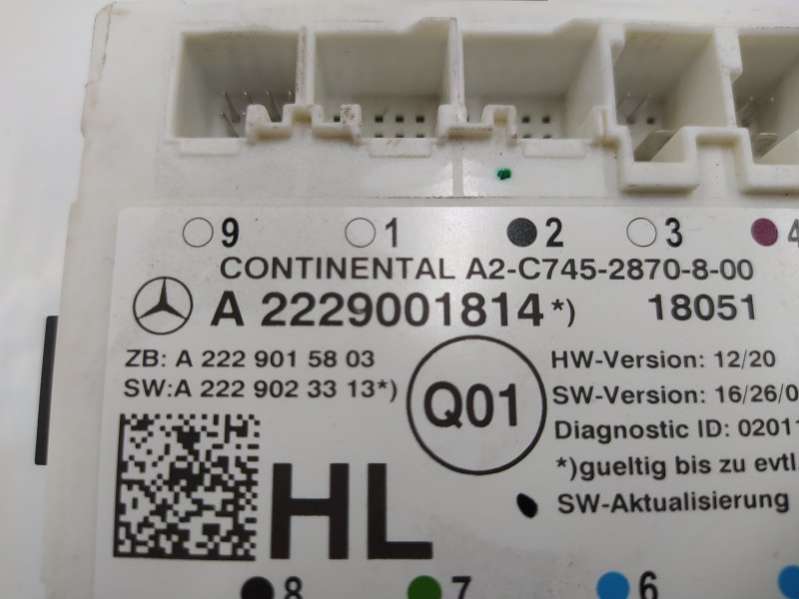 9 1 2 3 4
CONTINENTAL A2-C745-2870-8-00
A 2229001814*) 18051
ZB: A 222 901 58 03
HW-Version: 12/20
SW:A 222 902 33 13*)
SW-Version: 16/26/0
Q01
Diagnostic ID: 02011
*)gueltig bis zu evtl.
SW-Aktualisierung
HL
8 7 6